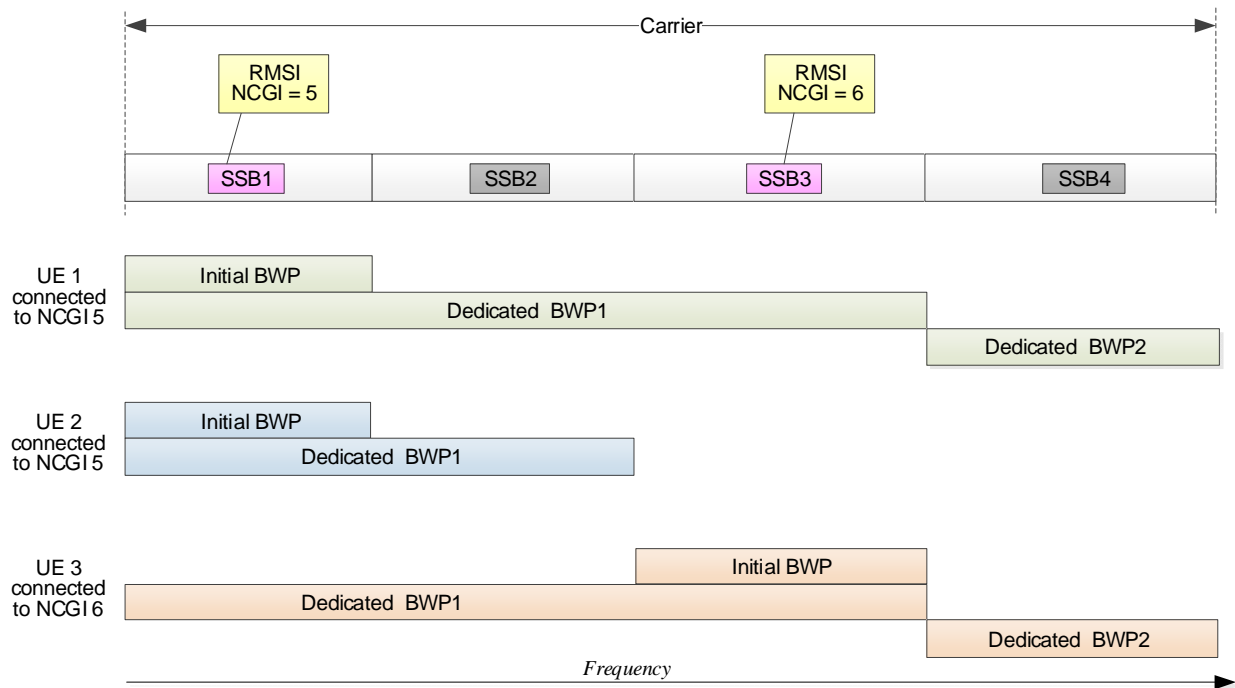 Carrier
RMSI
NCGI = 5
RMSI
NCGI = 6
SSB1
SSB2
SSB3
SSB4
UE 1
connected
to NCGI 5
Initial BWP
Dedicated BWP1
Dedicated BWP2
UE 2
connected
to NCGI 5
Initial BWP
Dedicated BWP1
UE 3
connected
to NCGI 6
Initial BWP
Dedicated BWP1
Dedicated BWP2
Frequency